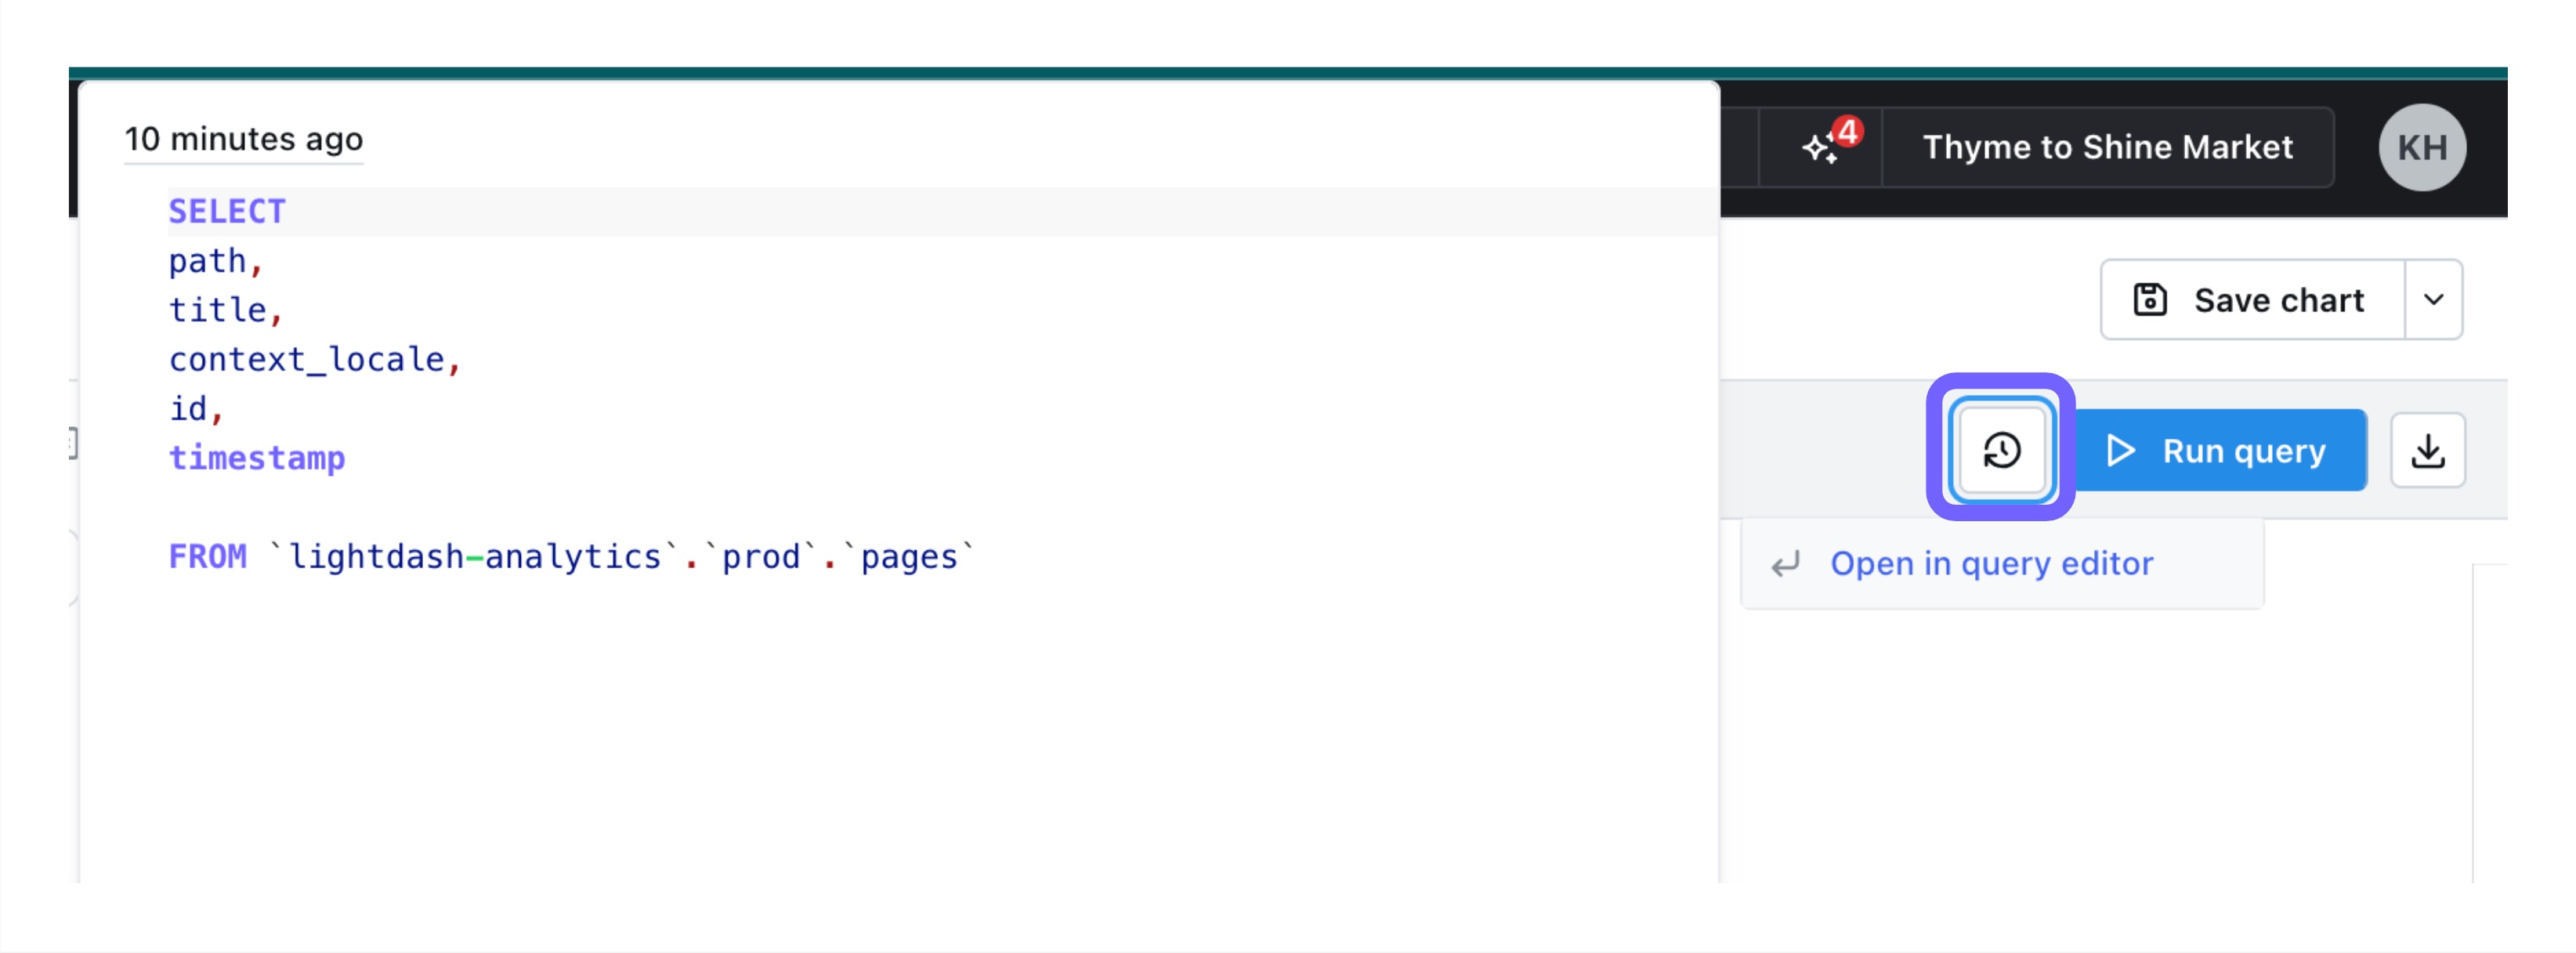 10 minutes ago
SELECT
path,
title,
context_locale,
id,
timestamp
FROM `lightdash-analytics`.`prod`.`pages`
4
Thyme to Shine Market
KH
Save chart
Run query
Open in query editor